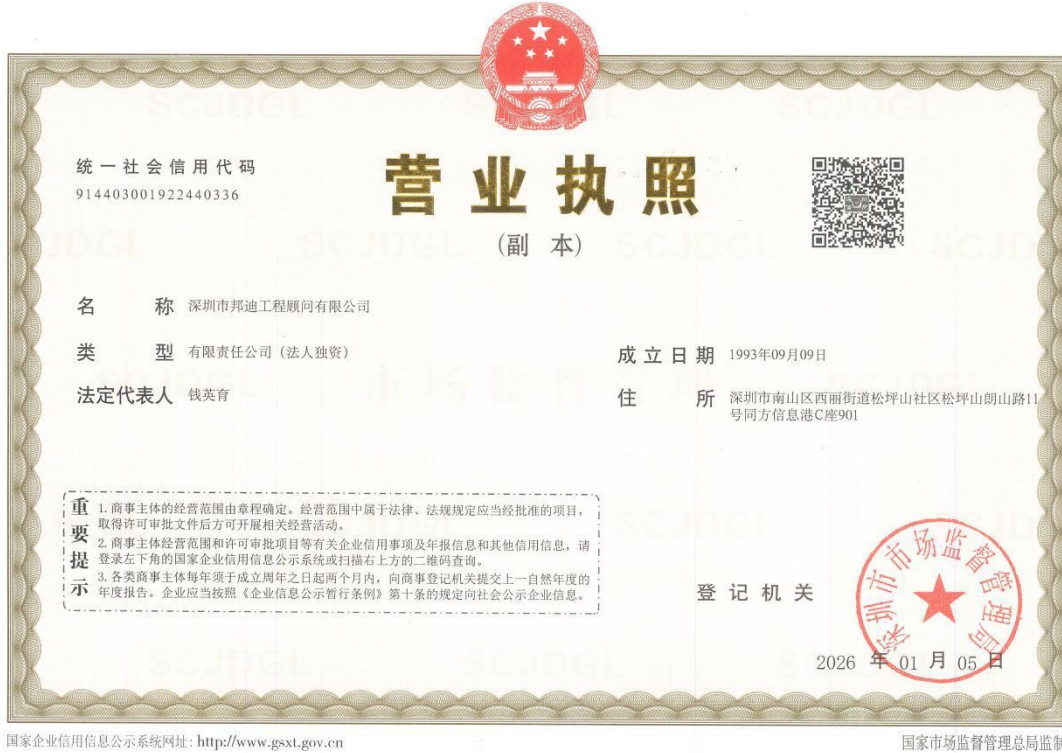 统一社会信用代码
914403001922440336
营业执照
(副 本)
名 称 深圳市邦迪工程顾问有限公司
类 型 有限责任公司（法人独资）
法定代表人 钱英育
成立日期 1993年09月09日
住 所 深圳市南山区西丽街道松坪山社区松坪山朗山路11
号同方信息港C座901
重要提示
1. 商事主体的经营范围由章程确定。经营范围中属于法律、法规规定应当经批准的项目，
取得许可审批文件后方可开展相关经营活动。
2. 商事主体经营范围和许可审批项目等有关企业信用事项及年报信息和其他信用信息，请
登录左下角的国家企业信用信息公示系统或扫描右上方的二维码查询。
3. 各类商事主体每年须于成立周年之日起两个月内，向商事登记机关提交上一自然年度的
年度报告。企业应当按照《企业信息公示暂行条例》第十条的规定向社会公示企业信息。
登记机关
深圳市市场监督管理局
2026 年 01 月 05 日
国家企业信用信息公示系统网址: http://www.gsxt.gov.cn
国家市场监督管理总局监制
SCJDGL
市场监督管理